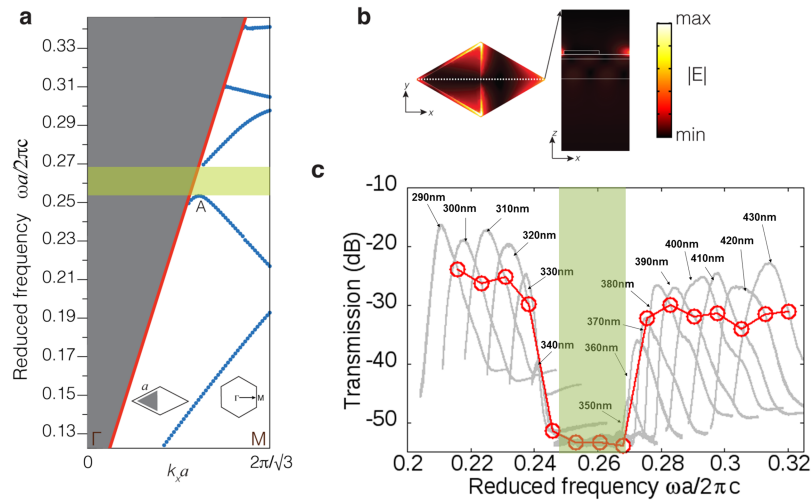 a
Reduced frequency ωa/2πc
0.33
0.31
0.29
0.27
0.25
0.23
0.21
0.19
0.17
0.15
0.13
A
a
Γ
M
Γ
M
0
kₓa
2π/√3
b
y
x
z
x
max
|E|
min
c
Transmission (dB)
-10
-20
-30
-40
-50
290nm
300nm
310nm
320nm
330nm
340nm
350nm
360nm
370nm
380nm
390nm
400nm
410nm
420nm
430nm
0.2
0.22
0.24
0.26
0.28
0.30
0.32
Reduced frequency ωa/2πc